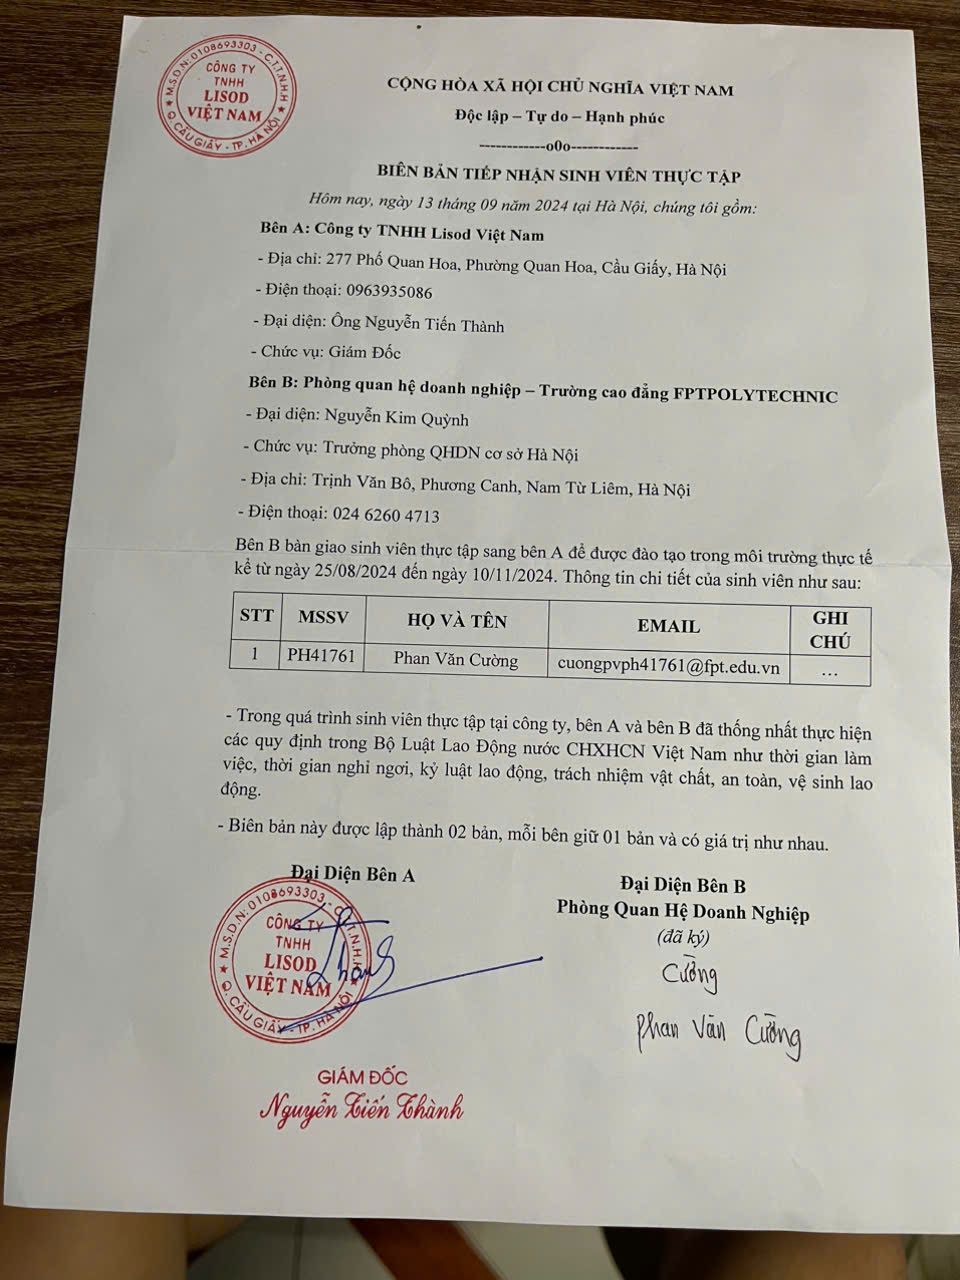 M.S.D.N: 0108693303 - C.T.T.N.H.H
CÔNG TY
TNHH
LISOD
VIỆT NAM
Q. CẦU GIẤY - TP. HÀ NỘI
CỘNG HÒA XÃ HỘI CHỦ NGHĨA VIỆT NAM
Độc lập – Tự do – Hạnh phúc
------------o0o------------
BIÊN BẢN TIẾP NHẬN SINH VIÊN THỰC TẬP
Hôm nay, ngày 13 tháng 09 năm 2024 tại Hà Nội, chúng tôi gồm:
Bên A: Công ty TNHH Lisod Việt Nam
- Địa chỉ: 277 Phố Quan Hoa, Phường Quan Hoa, Cầu Giấy, Hà Nội
- Điện thoại: 0963935086
- Đại diện: Ông Nguyễn Tiến Thành
- Chức vụ: Giám Đốc
Bên B: Phòng quan hệ doanh nghiệp – Trường cao đẳng FPTPOLYTECHNIC
- Đại diện: Nguyễn Kim Quỳnh
- Chức vụ: Trưởng phòng QHDN cơ sở Hà Nội
- Địa chỉ: Trịnh Văn Bô, Phương Canh, Nam Từ Liêm, Hà Nội
- Điện thoại: 024 6260 4713
Bên B bàn giao sinh viên thực tập sang bên A để được đào tạo trong môi trường thực tế
kể từ ngày 25/08/2024 đến ngày 10/11/2024. Thông tin chi tiết của sinh viên như sau:
STT MSSV HỌ VÀ TÊN EMAIL GHI CHÚ
1 PH41761 Phan Văn Cường cuongpvph41761@fpt.edu.vn …
- Trong quá trình sinh viên thực tập tại công ty, bên A và bên B đã thống nhất thực hiện
các quy định trong Bộ Luật Lao Động nước CHXHCN Việt Nam như thời gian làm
việc, thời gian nghỉ ngơi, kỷ luật lao động, trách nhiệm vật chất, an toàn, vệ sinh lao
động.
- Biên bản này được lập thành 02 bản, mỗi bên giữ 01 bản và có giá trị như nhau.
Đại Diện Bên A
Đại Diện Bên B
Phòng Quan Hệ Doanh Nghiệp
(đã ký)
Cường
Phan Văn Cường
M.S.D.N: 0108693303 - C.T.T.N.H.H
CÔNG TY
TNHH
LISOD
VIỆT NAM
Q. CẦU GIẤY - TP. HÀ NỘI
GIÁM ĐỐC
Nguyễn Tiến Thành